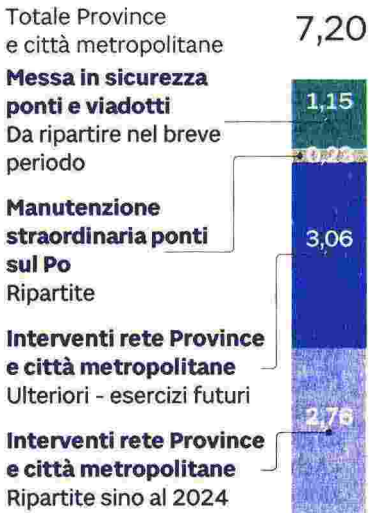 Totale Province
e città metropolitane
7,20
Messa in sicurezza
ponti e viadotti
Da ripartire nel breve
periodo
1,15
0,23
Manutenzione
straordinaria ponti
sul Po
Ripartite
3,06
Interventi rete Province
e città metropolitane
Ulteriori - esercizi futuri
2,76
Interventi rete Province
e città metropolitane
Ripartite sino al 2024